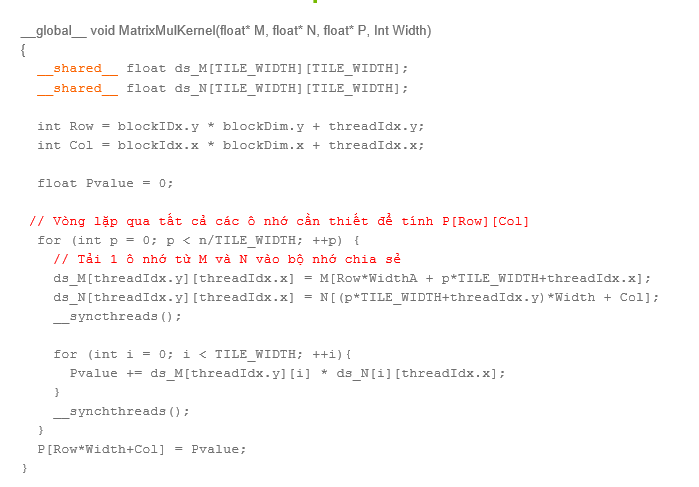 __global__ void MatrixMulKernel(float* M, float* N, float* P, Int Width)
{
__shared__ float ds_M[TILE_WIDTH][TILE_WIDTH];
__shared__ float ds_N[TILE_WIDTH][TILE_WIDTH];
int Row = blockIDx.y * blockDim.y + threadIdx.y;
int Col = blockIdx.x * blockDim.x + threadIdx.x;
float Pvalue = 0;
// Vòng lặp qua tất cả các ô nhớ cần thiết để tính P[Row][Col]
for (int p = 0; p < n/TILE_WIDTH; ++p) {
// Tải 1 ô nhớ từ M và N vào bộ nhớ chia sẻ
ds_M[threadIdx.y][threadIdx.x] = M[Row*WidthA + p*TILE_WIDTH+threadIdx.x];
ds_N[threadIdx.y][threadIdx.x] = N[(p*TILE_WIDTH+threadIdx.y)*Width + Col];
__syncthreads();
for (int i = 0; i < TILE_WIDTH; ++i){
Pvalue += ds_M[threadIdx.y][i] * ds_N[i][threadIdx.x];
}
__synchthreads();
}
P[Row*Width+Col] = Pvalue;
}